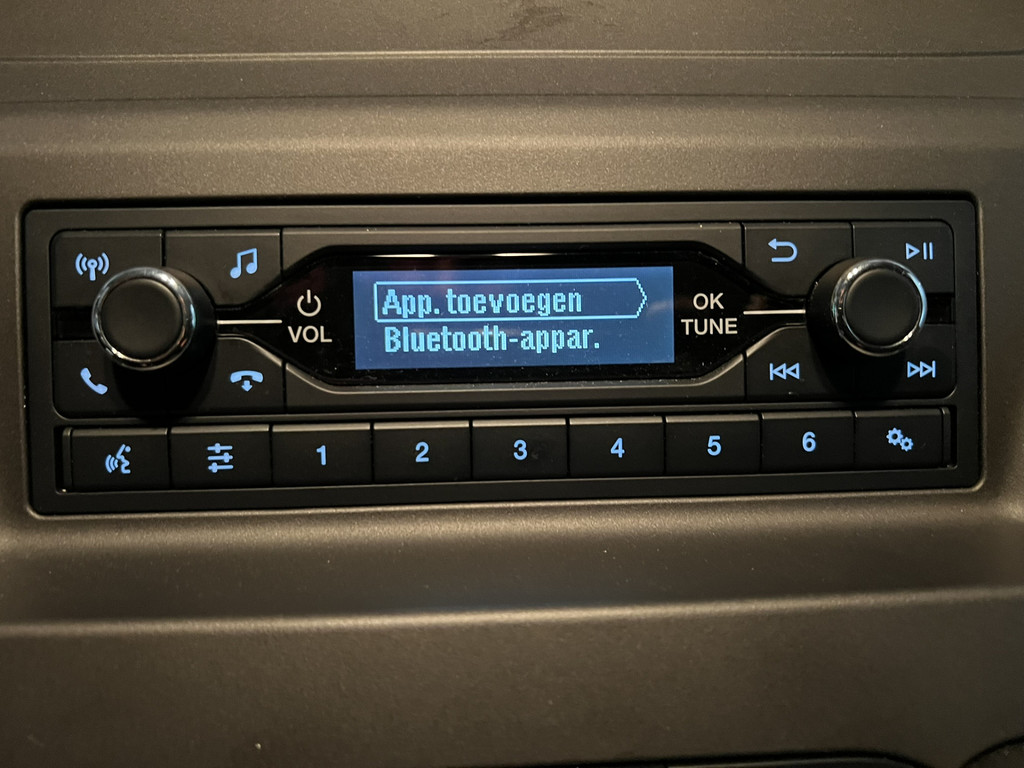 App. toevoegen
Bluetooth-appar.
VOL
OK
TUNE
1 2 3 4 5 6